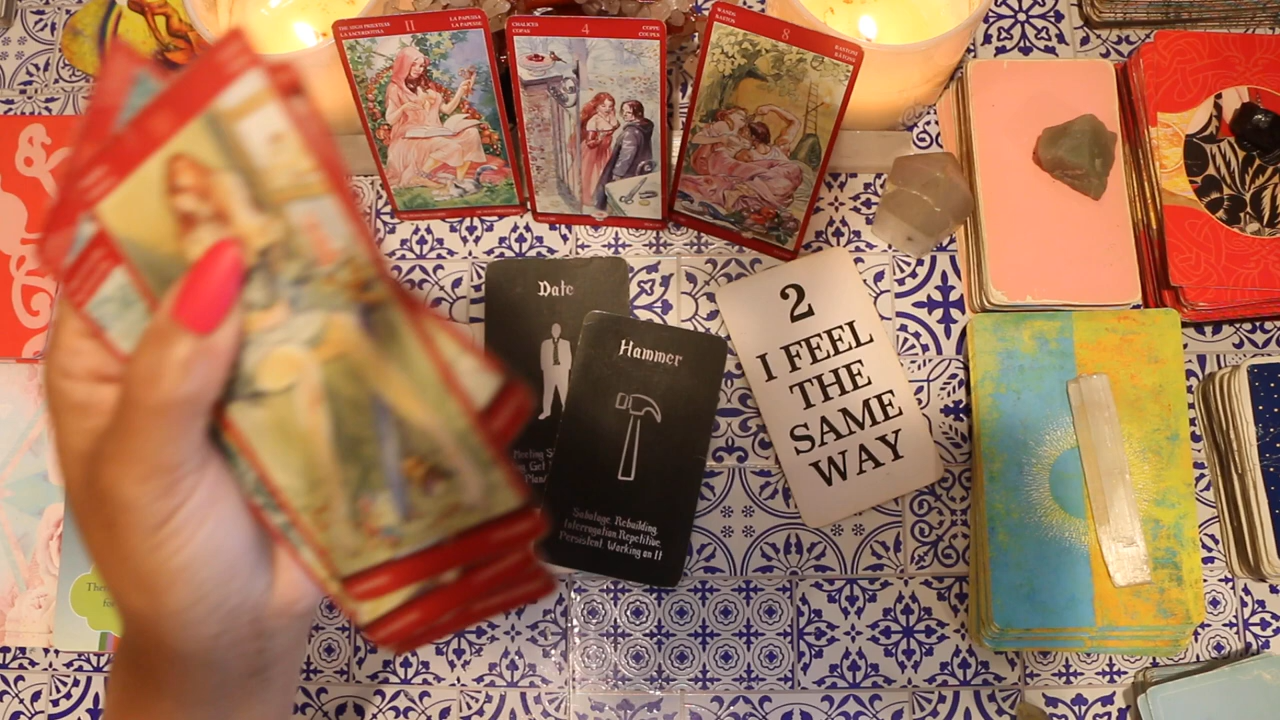 THE HIGH PRIESTESS
LA SACERDOTISA
II
LA PAPESSA
LA PAPESSE
CHALICES
COPAS
4
COPPE
COUPES
WANDS
BASTOS
8
BASTONI
BÂTONS
Date
Hammer
Sabotage, Rebuilding,
Interrogation Repetitive,
Persistent, Working on It
2
I FEEL
THE
SAME
WAY